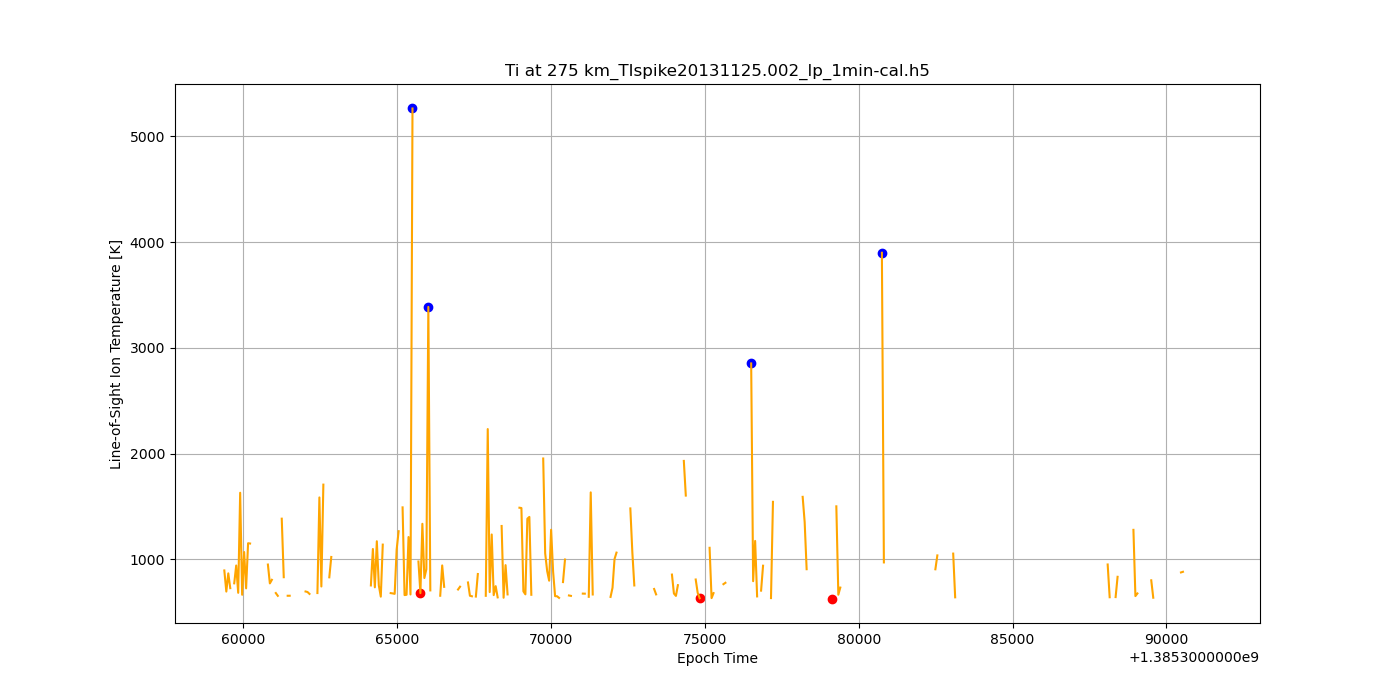 Ti at 275 km_TIspike20131125.002_lp_1min-cal.h5
Line-of-Sight Ion Temperature [K]
5000
4000
3000
2000
1000
60000 65000 70000 75000 80000 85000 90000
Epoch Time
+1.3853000000e9